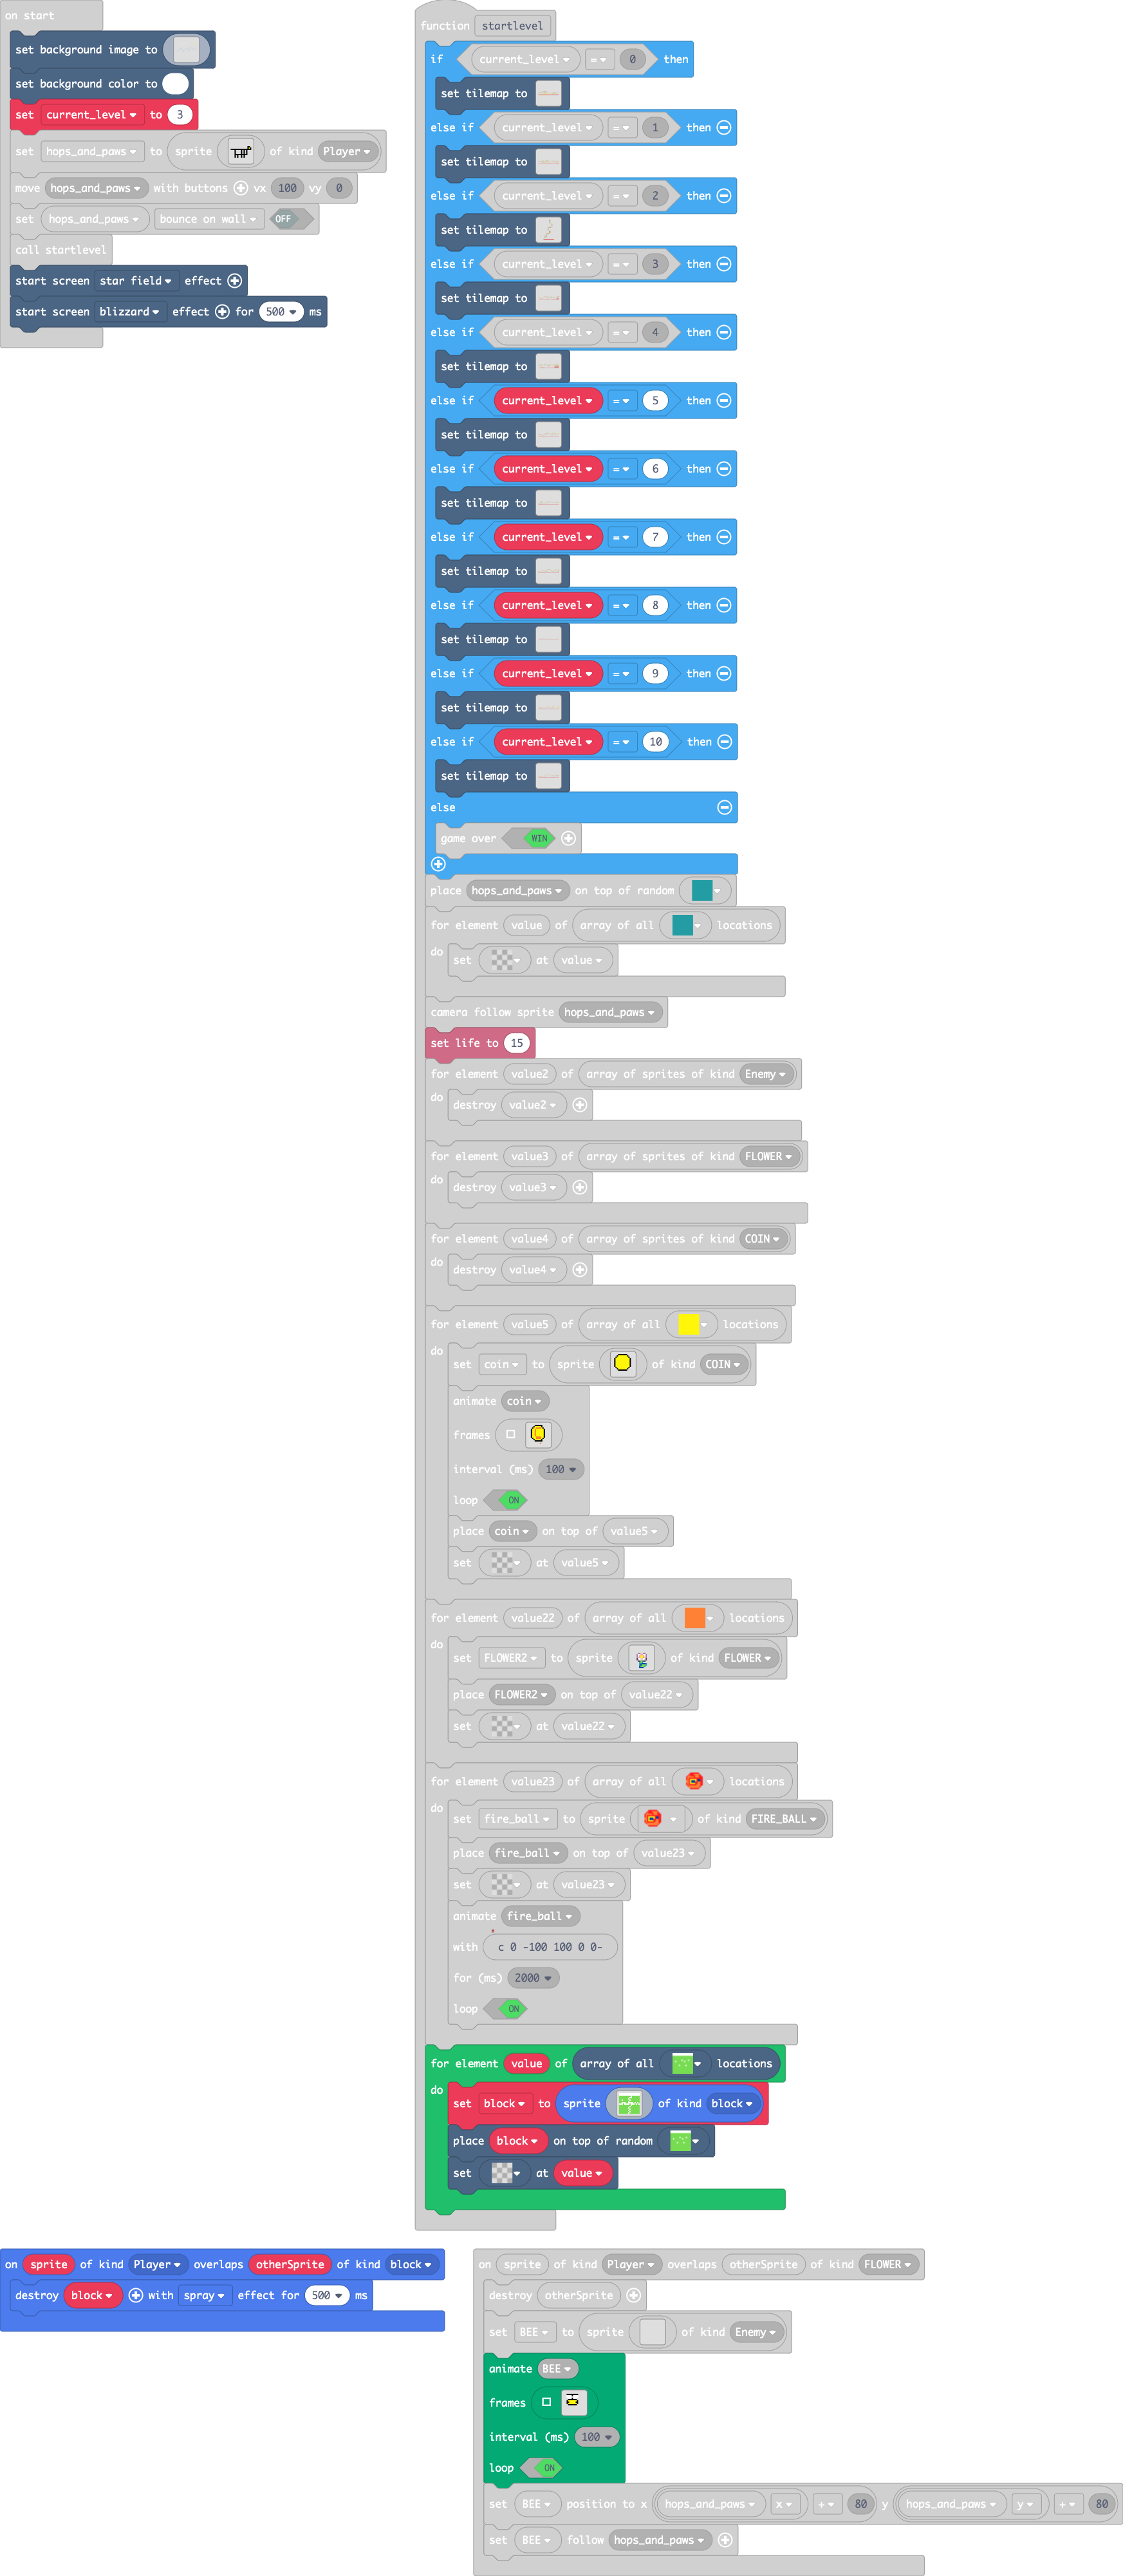 on start
set background image to
set background color to
set current_level to 3
set hops_and_paws to sprite of kind Player
move hops_and_paws with buttons vx 100 vy 0
set hops_and_paws bounce on wall OFF
call startlevel
start screen star field effect
start screen blizzard effect for 500 ms
function startlevel
if current_level = 0 then
set tilemap to
else if current_level = 1 then
set tilemap to
else if current_level = 2 then
set tilemap to
else if current_level = 3 then
set tilemap to
else if current_level = 4 then
set tilemap to
else if current_level = 5 then
set tilemap to
else if current_level = 6 then
set tilemap to
else if current_level = 7 then
set tilemap to
else if current_level = 8 then
set tilemap to
else if current_level = 9 then
set tilemap to
else if current_level = 10 then
set tilemap to
else
game over WIN
place hops_and_paws on top of random
for element value of array of all locations
do
set at value
camera follow sprite hops_and_paws
set life to 15
for element value2 of array of sprites of kind Enemy
do
destroy value2
for element value3 of array of sprites of kind FLOWER
do
destroy value3
for element value4 of array of sprites of kind COIN
do
destroy value4
for element value5 of array of all locations
do
set coin to sprite of kind COIN
animate coin
frames
interval (ms) 100
loop ON
place coin on top of value5
set at value5
for element value22 of array of all locations
do
set FLOWER2 to sprite of kind FLOWER
place FLOWER2 on top of value22
set at value22
for element value23 of array of all locations
do
set fire_ball to sprite of kind FIRE_BALL
place fire_ball on top of value23
set at value23
animate fire_ball
with c 0 -100 100 0 0-
for (ms) 2000
loop ON
for element value of array of all locations
do
set block to sprite of kind block
place block on top of random
set at value
on sprite of kind Player overlaps otherSprite of kind block
destroy block with spray effect for 500 ms
on sprite of kind Player overlaps otherSprite of kind FLOWER
destroy otherSprite
set BEE to sprite of kind Enemy
animate BEE
frames
interval (ms) 100
loop ON
set BEE position to x hops_and_paws x + 80 y hops_and_paws y + 80
set BEE follow hops_and_paws